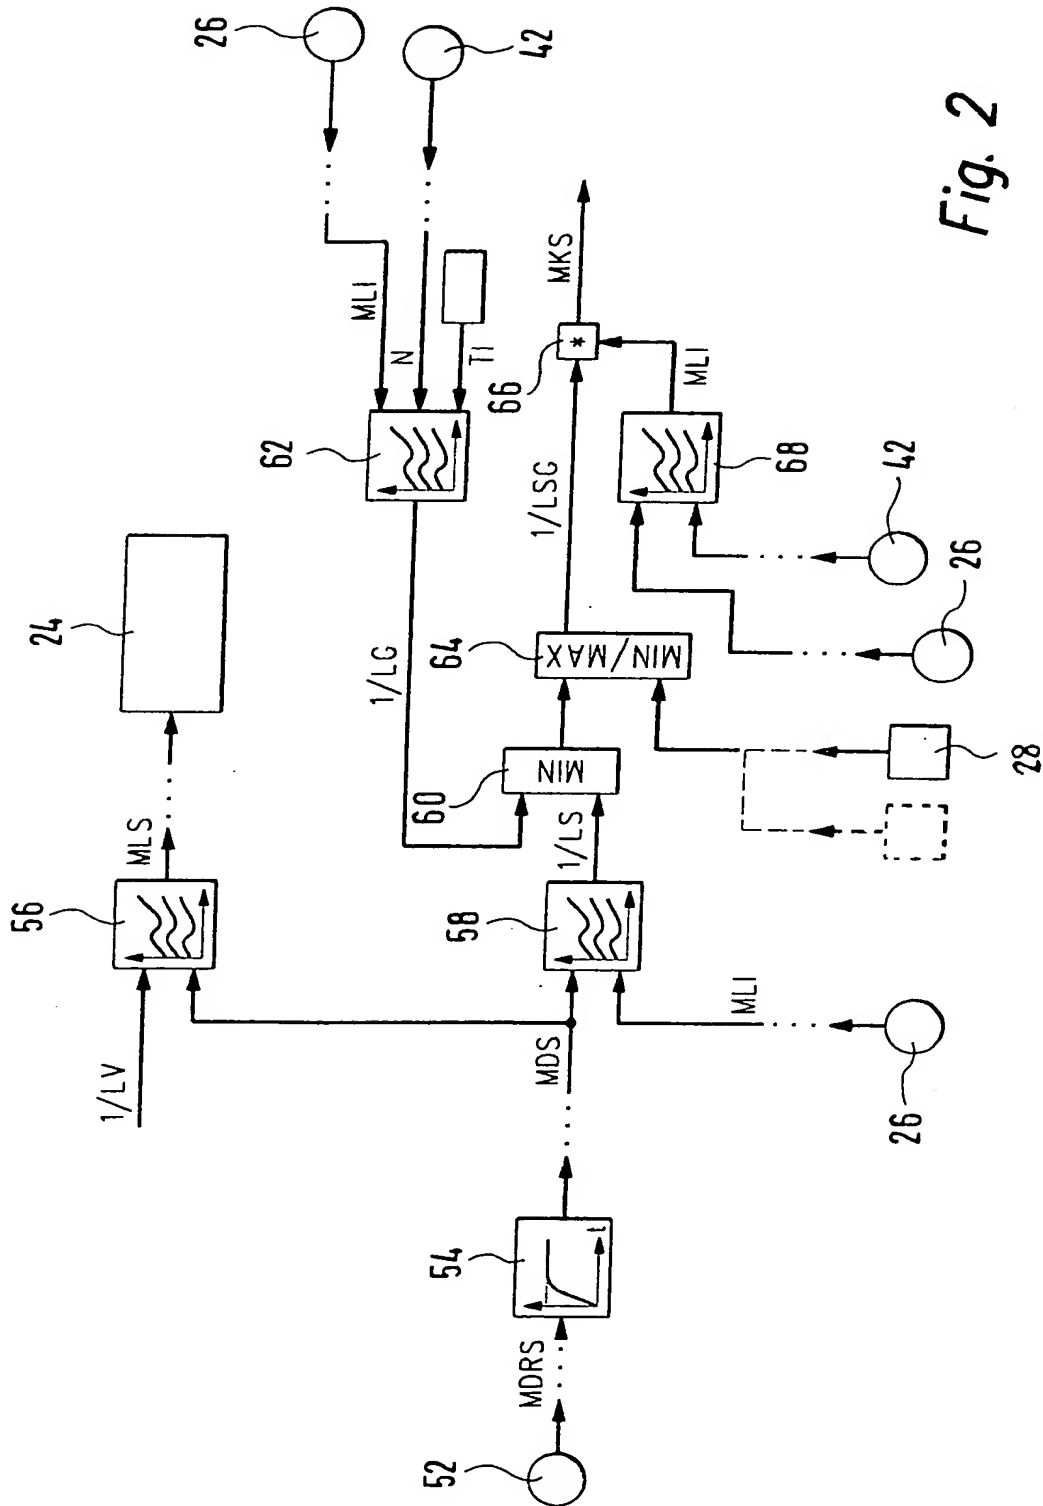 56
24
1/LV
MLS
26
62
MLI
1/LG
N
TI
42
52
54
58
60
64
66
MDRS
t
MDS
1/LS
MIN
MIN/MAX
1/LSG
*
MKS
MLI
68
MLI
26
28
26
42
Fig. 2